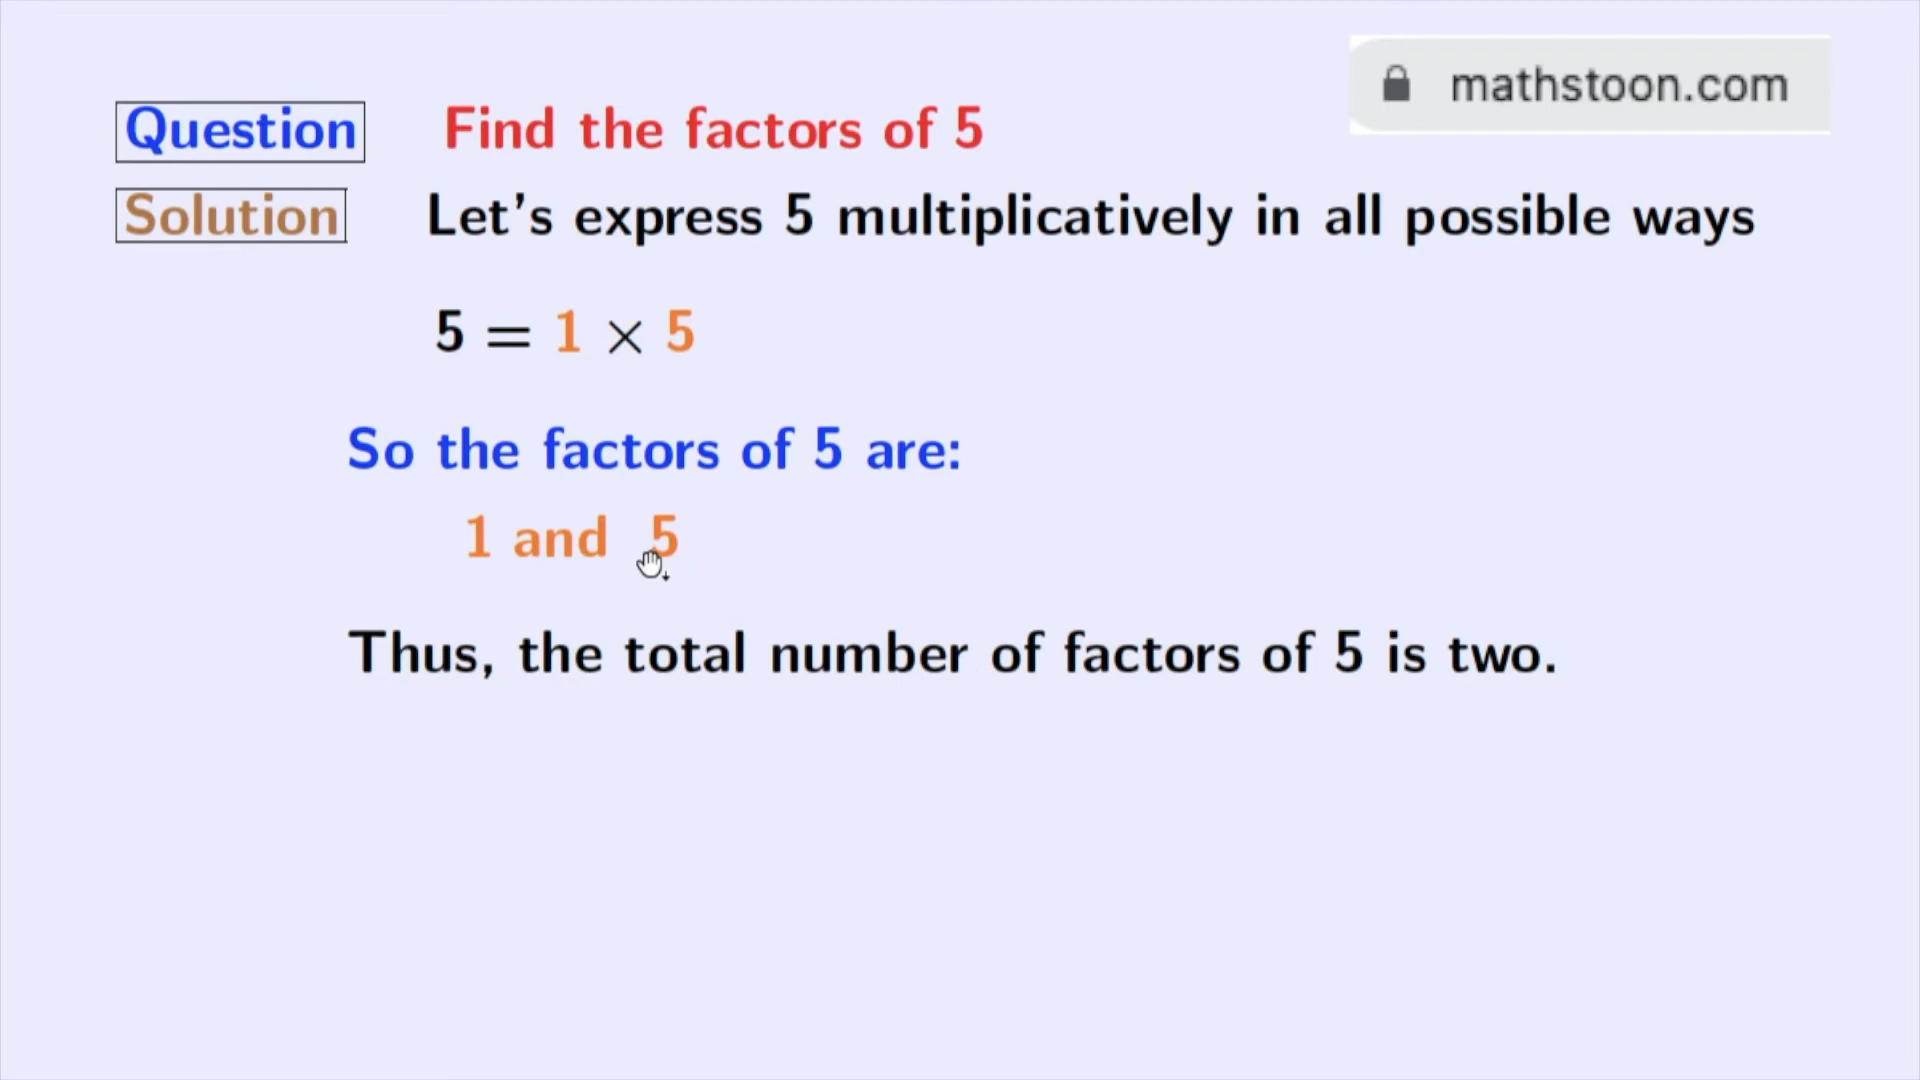 mathstoon.com
Question Find the factors of 5
Solution Let's express 5 multiplicatively in all possible ways
5 = 1 × 5
So the factors of 5 are:
1 and 5
Thus, the total number of factors of 5 is two.